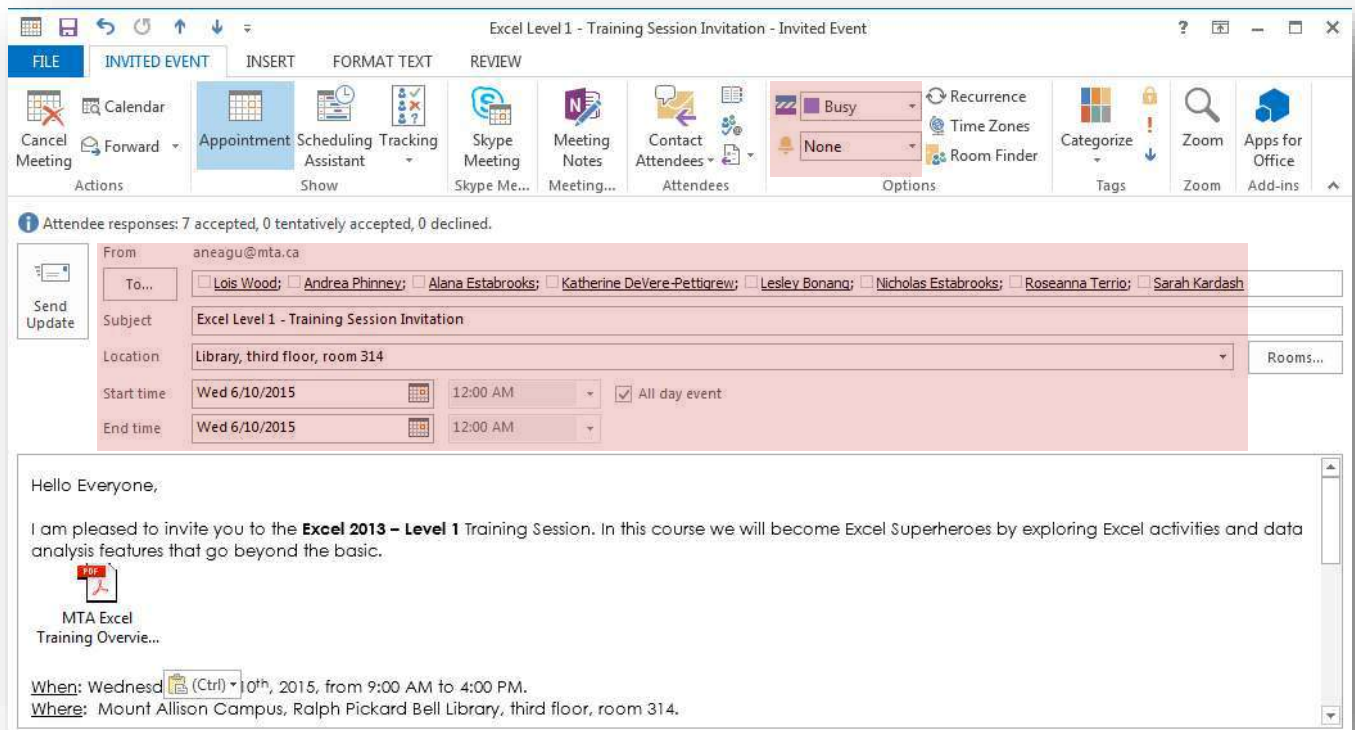 Excel Level 1 - Training Session Invitation - Invited Event
?
FILE INVITED EVENT INSERT FORMAT TEXT REVIEW
Cancel Meeting
Calendar
Forward
Actions
Appointment
Scheduling Assistant
Tracking
Show
Skype Meeting
Skype Me...
Meeting Notes
Meeting...
Contact Attendees
Attendees
Busy
None
Recurrence
Time Zones
Room Finder
Options
Categorize
Tags
Zoom
Zoom
Apps for Office
Add-ins
Attendee responses: 7 accepted, 0 tentatively accepted, 0 declined.
Send Update
From aneagu@mta.ca
To... Lois Wood; Andrea Phinney; Alana Estabrooks; Katherine DeVere-Pettigrew; Lesley Bonang; Nicholas Estabrooks; Roseanna Terrio; Sarah Kardash
Subject Excel Level 1 - Training Session Invitation
Location Library, third floor, room 314 Rooms...
Start time Wed 6/10/2015 12:00 AM All day event
End time Wed 6/10/2015 12:00 AM
Hello Everyone,
I am pleased to invite you to the Excel 2013 – Level 1 Training Session. In this course we will become Excel Superheroes by exploring Excel activities and data
analysis features that go beyond the basic.
PDF
MTA Excel
Training Overvie...
When: Wednesd (Ctrl) 10th, 2015, from 9:00 AM to 4:00 PM.
Where: Mount Allison Campus, Ralph Pickard Bell Library, third floor, room 314.